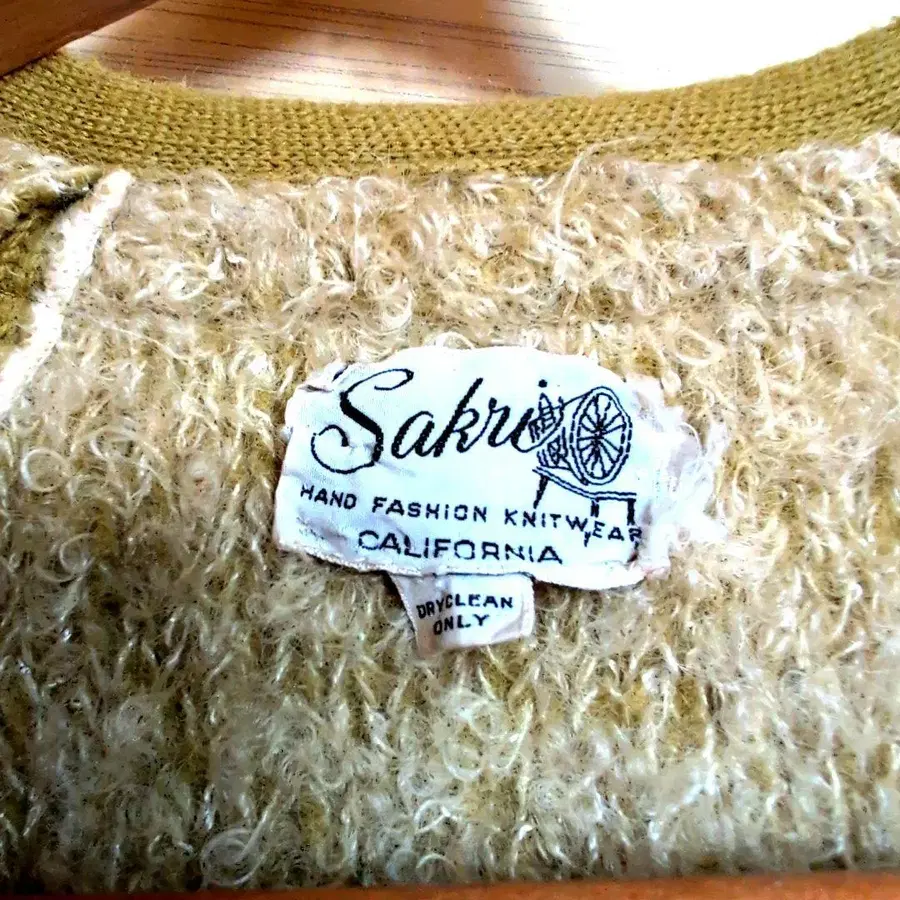 Sakri
HAND FASHION KNITWEAR
CALIFORNIA
DRYCLEAN
ONLY